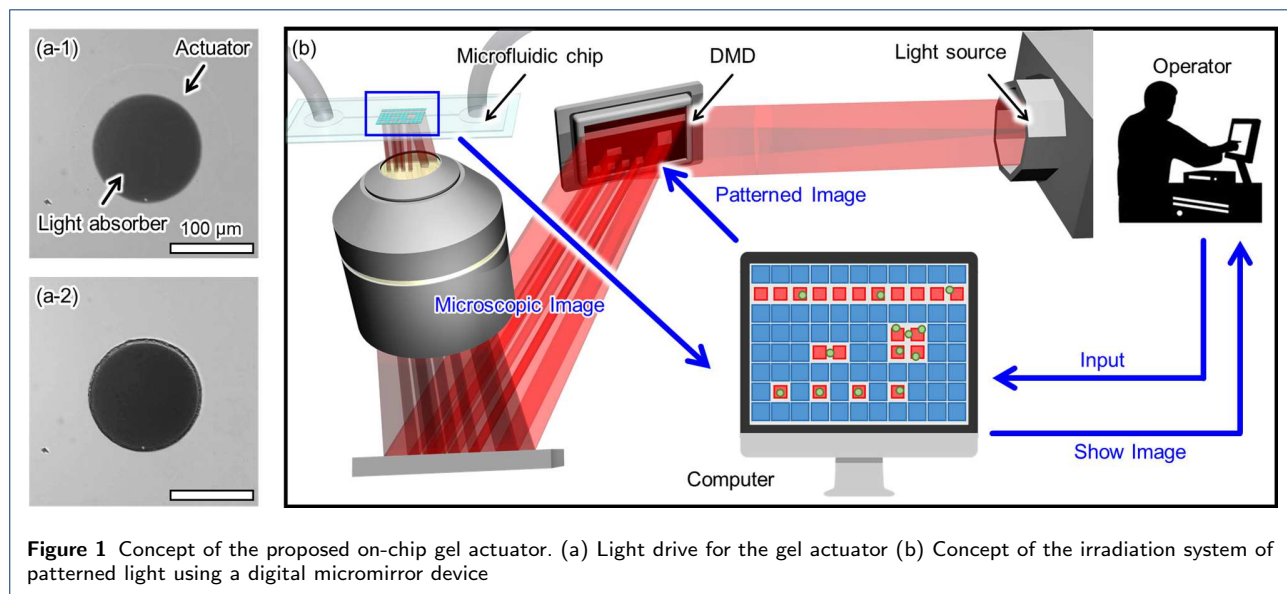 (a-1)
Actuator
Light absorber
100 μm
(a-2)
(b)
Microfluidic chip
DMD
Light source
Operator
Patterned Image
Microscopic Image
Input
Show Image
Computer
Figure 1 Concept of the proposed on-chip gel actuator. (a) Light drive for the gel actuator (b) Concept of the irradiation system of
patterned light using a digital micromirror device